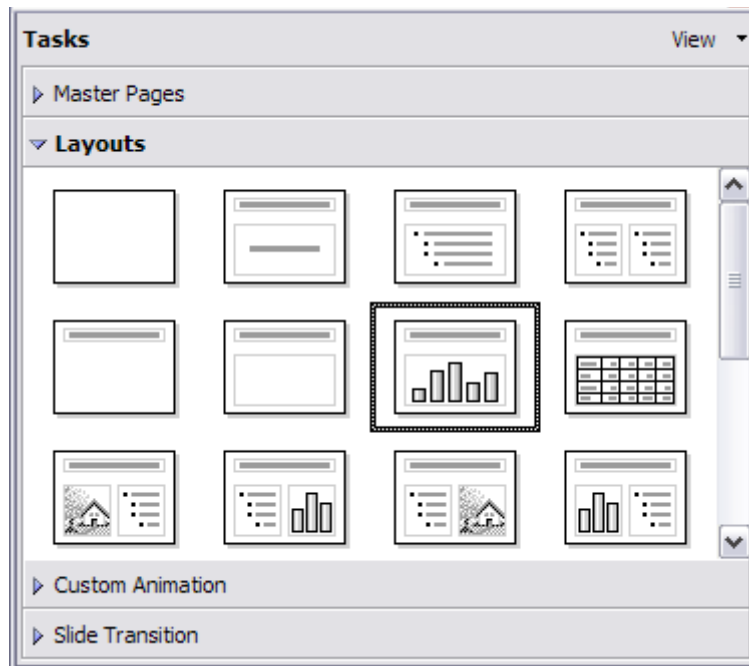 Tasks View
Master Pages
Layouts
Custom Animation
Slide Transition